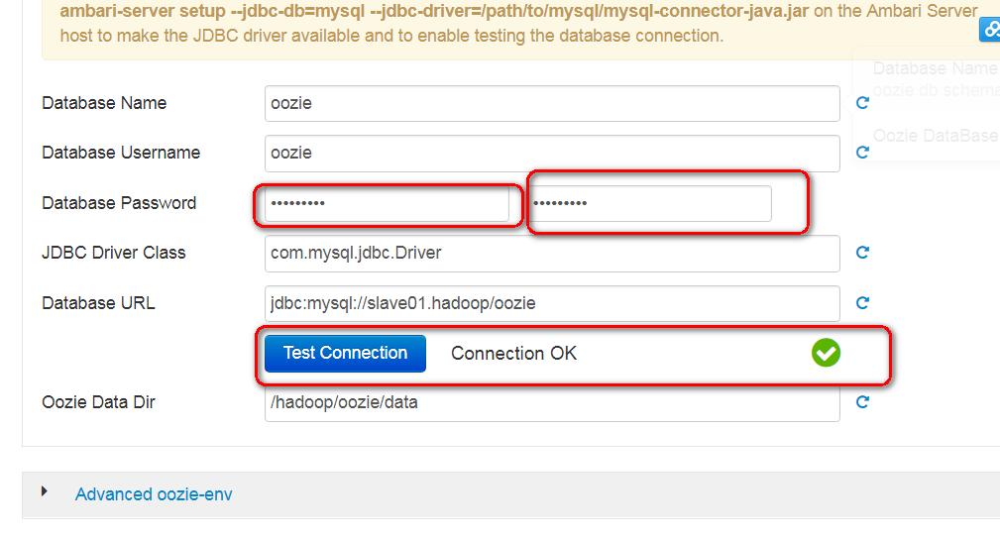 ambari-server setup --jdbc-db=mysql --jdbc-driver=/path/to/mysql/mysql-connector-java.jar on the Ambari Server
host to make the JDBC driver available and to enable testing the database connection.
Database Name
oozie db schema
Oozie DataBase
Database Name oozie
Database Username oozie
Database Password ••••••••• •••••••••
JDBC Driver Class com.mysql.jdbc.Driver
Database URL jdbc:mysql://slave01.hadoop/oozie
Test Connection Connection OK
Oozie Data Dir /hadoop/oozie/data
Advanced oozie-env